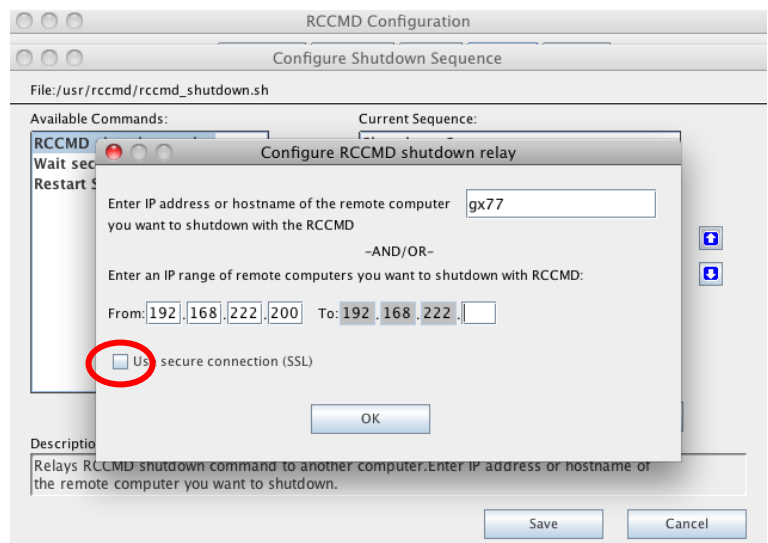 RCCMD Configuration
Configure Shutdown Sequence
File:/usr/rccmd/rccmd_shutdown.sh
Available Commands:
Current Sequence:
RCCMD
Wait sec
Restart S
Configure RCCMD shutdown relay
Enter IP address or hostname of the remote computer
gx77
you want to shutdown with the RCCMD
-AND/OR-
Enter an IP range of remote computers you want to shutdown with RCCMD:
From: 192 . 168 . 222 . 200 To: 192 . 168 . 222 .
Use secure connection (SSL)
OK
Descriptio
Relays RCCMD shutdown command to another computer.Enter IP address or hostname of
the remote computer you want to shutdown.
Save
Cancel